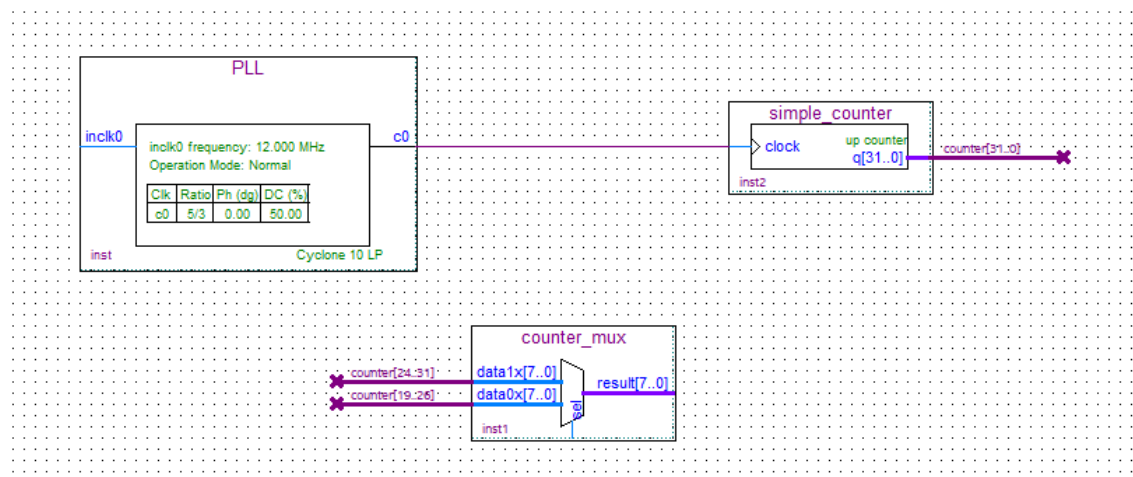 PLL
inclk0
c0
inclk0 frequency: 12.000 MHz
Operation Mode: Normal
Clk Ratio Ph (dg) DC (%)
c0 5/3 0.00 50.00
inst
Cyclone 10 LP
simple_counter
clock
up counter
q[31..0]
inst2
counter[31..0]
counter_mux
counter[24..31]
data1x[7..0]
counter[19..26]
data0x[7..0]
result[7..0]
sel
inst1